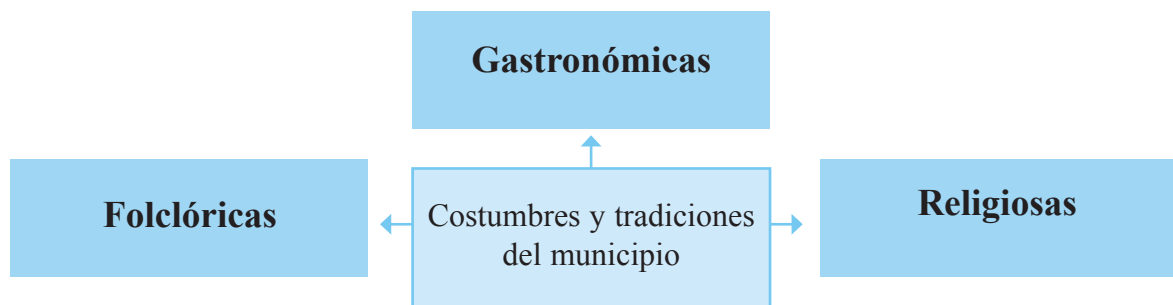 Gastronómicas
Folclóricas
Costumbres y tradiciones
del municipio
Religiosas